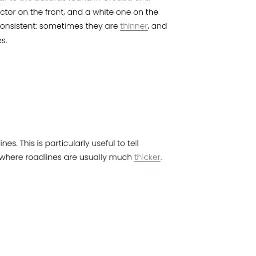 ctor on the front, and a white one on the
onsistent: sometimes they are thinner, and
s.
ines. This is particularly useful to tell
where roadlines are usually much thicker.